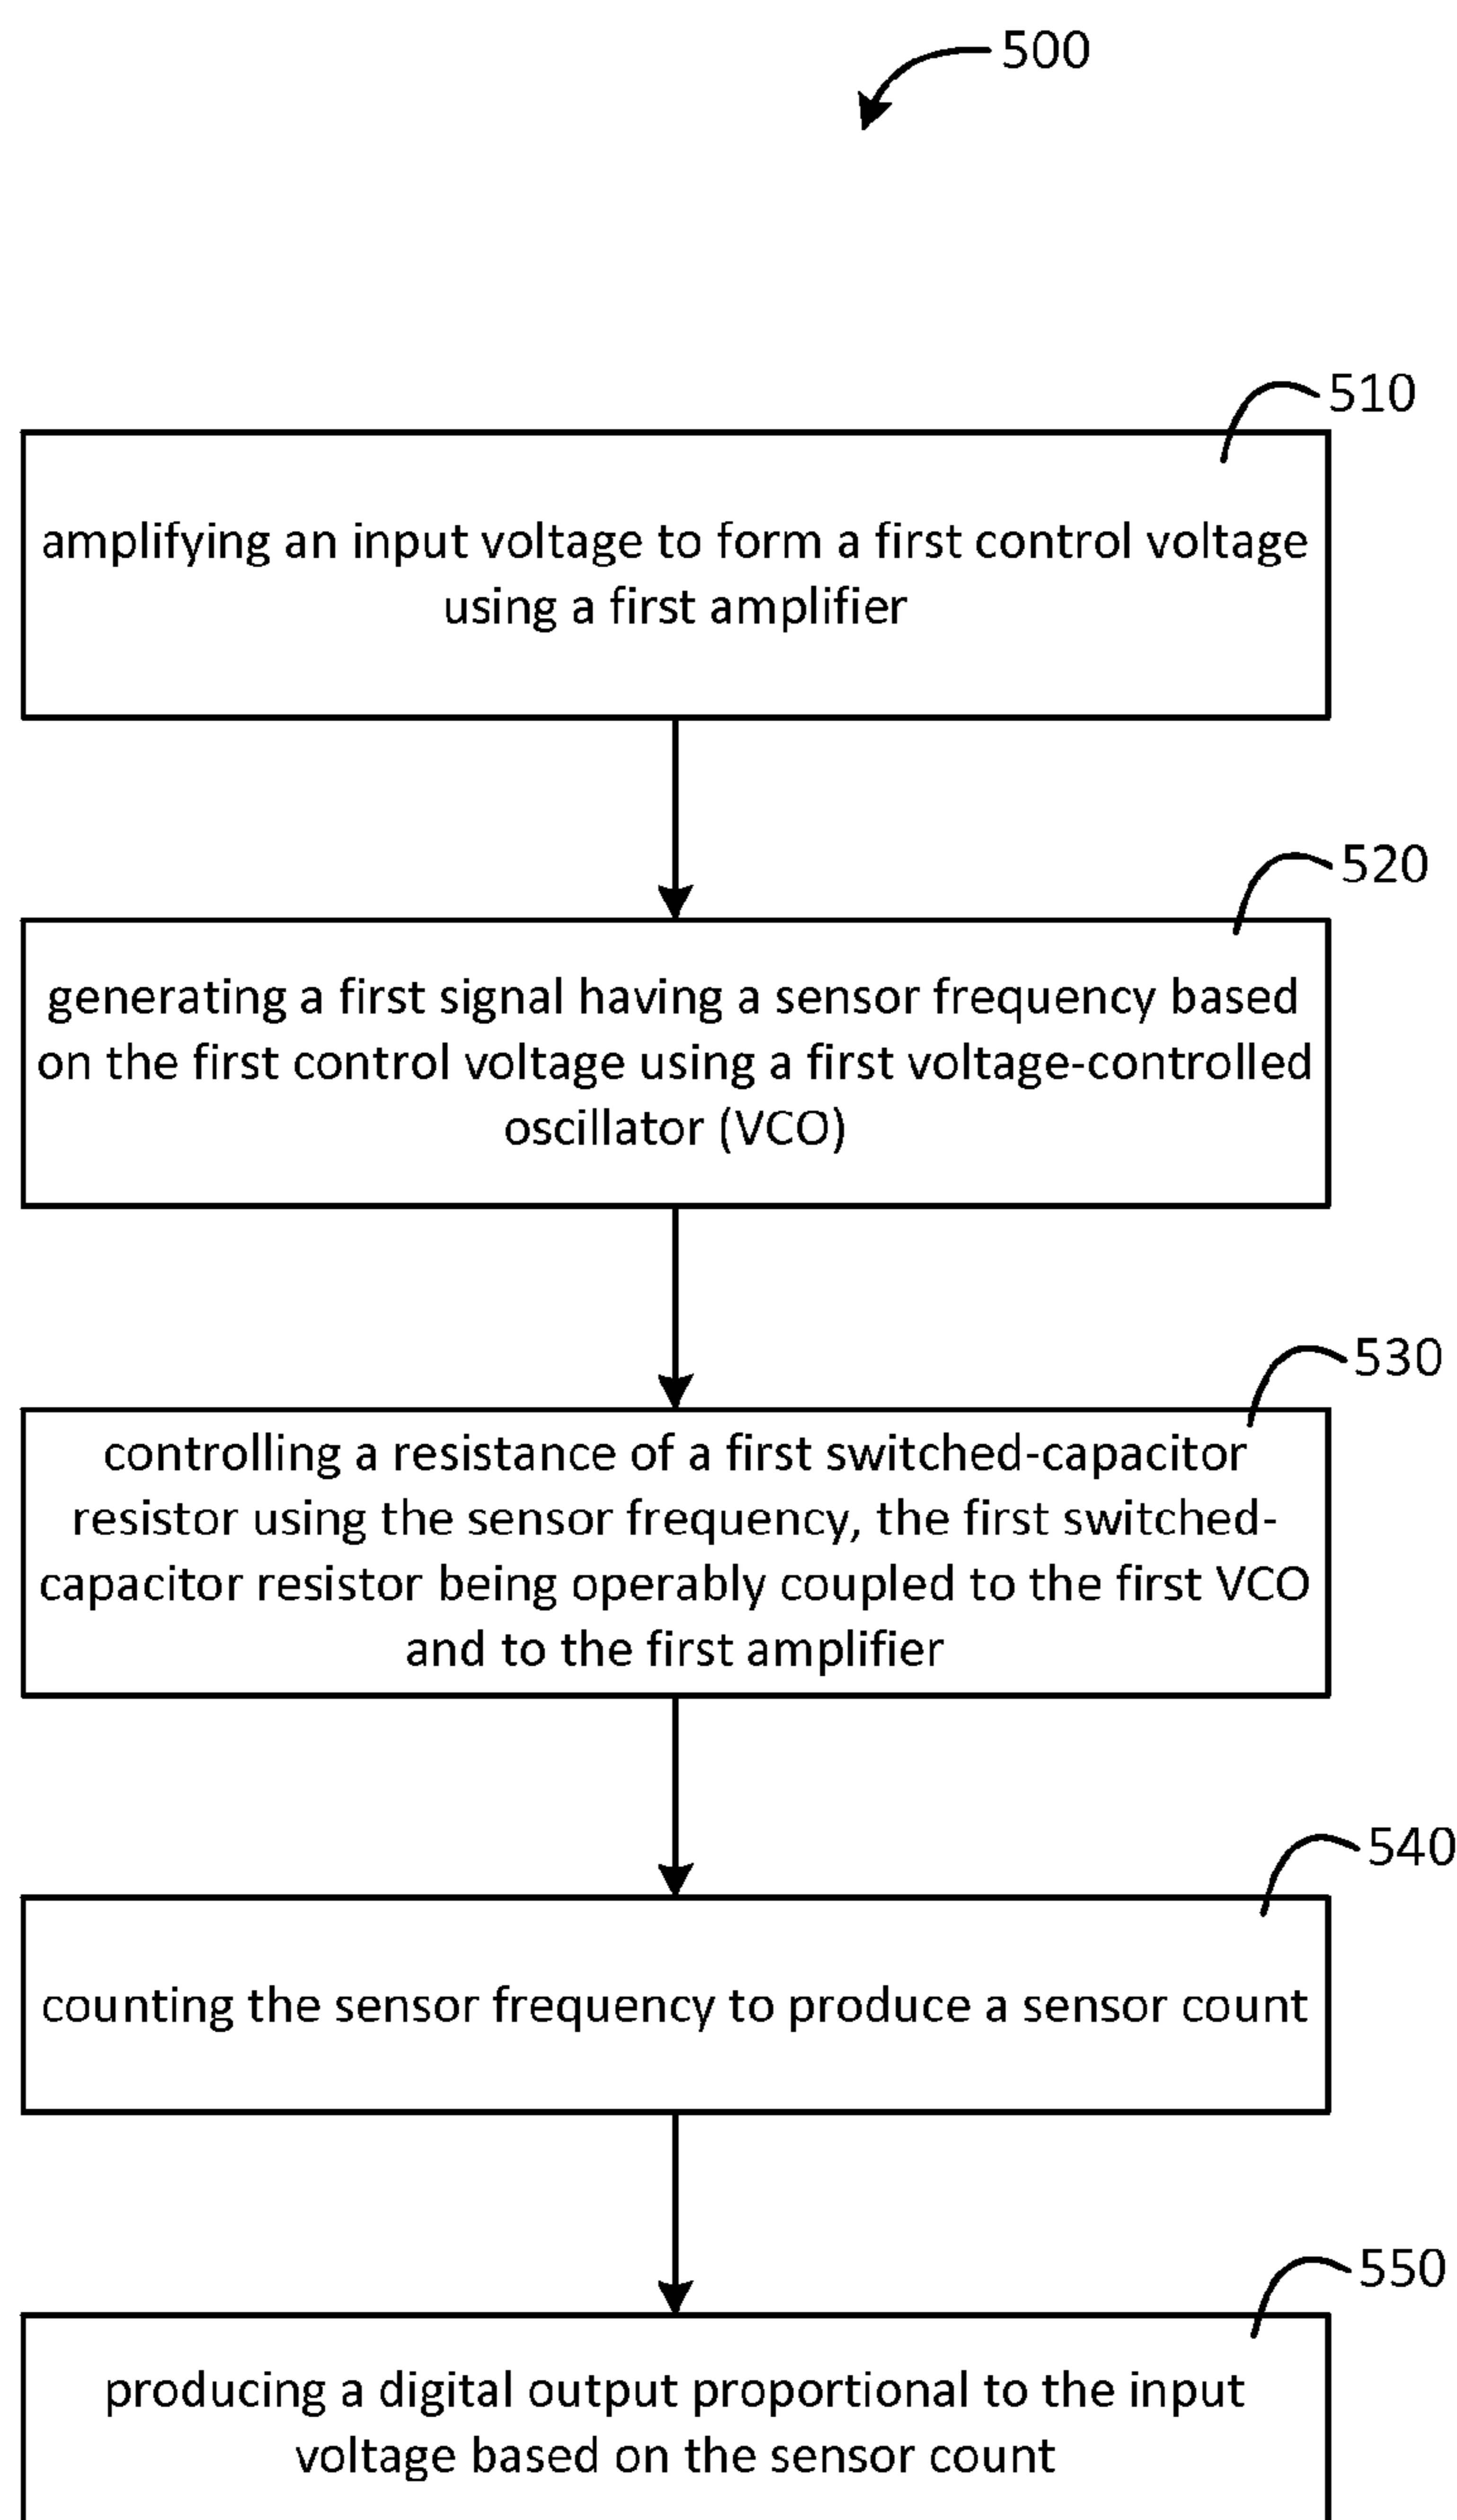 500
510
amplifying an input voltage to form a first control voltage
using a first amplifier
520
generating a first signal having a sensor frequency based
on the first control voltage using a first voltage-controlled
oscillator (VCO)
530
controlling a resistance of a first switched-capacitor
resistor using the sensor frequency, the first switched-
capacitor resistor being operably coupled to the first VCO
and to the first amplifier
540
counting the sensor frequency to produce a sensor count
550
producing a digital output proportional to the input
voltage based on the sensor count